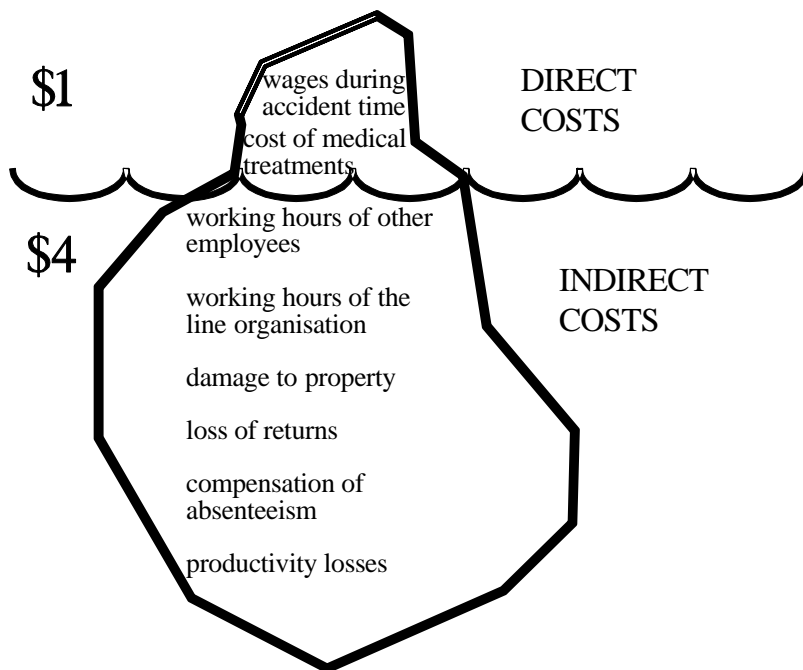 $1
wages during
accident time
cost of medical
treatments
DIRECT
COSTS
$4
working hours of other
employees
working hours of the
line organisation
damage to property
loss of returns
compensation of
absenteeism
productivity losses
INDIRECT
COSTS